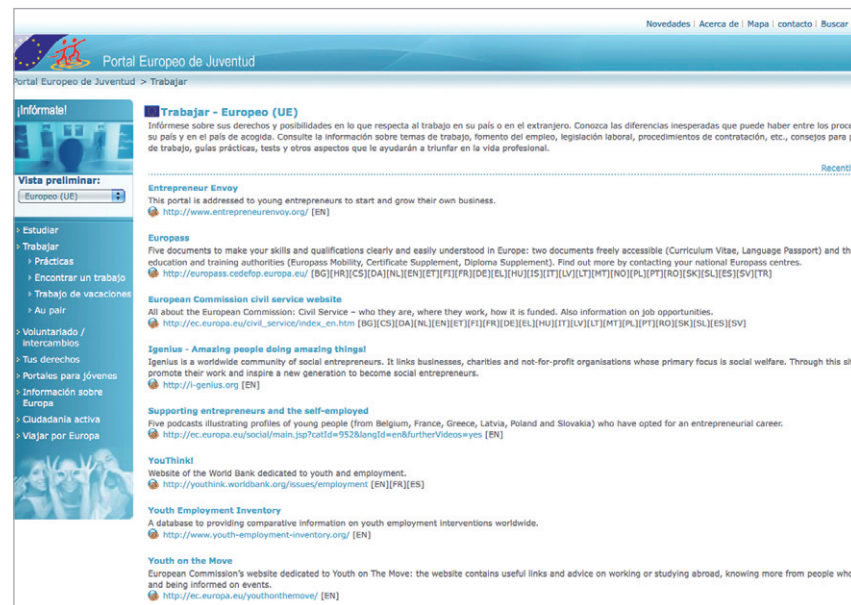 Novedades | Acerca de | Mapa | contacto | Buscar
Portal Europeo de Juventud
Portal Europeo de Juventud > Trabajar
¡Infórmate!
Vista preliminar:
Europeo (UE)
> Estudiar
> Trabajar
> Prácticas
> Encontrar un trabajo
> Trabajo de vacaciones
> Au pair
> Voluntariado /
intercambios
> Tus derechos
> Portales para jóvenes
> Información sobre
Europa
> Ciudadanía activa
> Viajar por Europa
Trabajar - Europeo (UE)
Infórmese sobre sus derechos y posibilidades en lo que respecta al trabajo en su país o en el extranjero. Conozca las diferencias inesperadas que puede haber entre los proce
su país y en el país de acogida. Consulte la información sobre temas de trabajo, fomento del empleo, legislación laboral, procedimientos de contratación, etc., consejos para
de trabajo, guías prácticas, tests y otros aspectos que le ayudarán a triunfar en la vida profesional.
Recent
Entrepreneur Envoy
This portal is addressed to young entrepreneurs to start and grow their own business.
http://www.entrepreneurenvoy.org/ [EN]
Europass
Five documents to make your skills and qualifications clearly and easily understood in Europe: two documents freely accessible (Curriculum Vitae, Language Passport) and th
education and training authorities (Europass Mobility, Certificate Supplement, Diploma Supplement). Find out more by contacting your national Europass centres.
http://europass.cedefop.europa.eu/ [BG][HR][CS][DA][NL][EN][ET][FI][FR][DE][EL][HU][IS][IT][LV][LT][MT][NO][PL][PT][RO][SK][SL][ES][SV][TR]
European Commission civil service website
All about the European Commission: Civil Service – who they are, where they work, how it is funded. Also information on job opportunities.
http://ec.europa.eu/civil_service/index_en.htm [BG][CS][DA][NL][EN][ET][FI][FR][DE][EL][HU][IT][LV][LT][MT][PL][PT][RO][SK][SL][ES][SV]
Igenius - Amazing people doing amazing things!
Igenius is a worldwide community of social entrepreneurs. It links businesses, charities and not-for-profit organisations whose primary focus is social welfare. Through this si
promote their work and inspire a new generation to become social entrepreneurs.
http://i-genius.org [EN]
Supporting entrepreneurs and the self-employed
Five podcasts illustrating profiles of young people (from Belgium, France, Greece, Latvia, Poland and Slovakia) who have opted for an entrepreneurial career.
http://ec.europa.eu/social/main.jsp?catId=952&langId=en&furtherVideos=yes [EN]
YouThink!
Website of the World Bank dedicated to youth and employment.
http://youthink.worldbank.org/issues/employment [EN][FR][ES]
Youth Employment Inventory
A database to providing comparative information on youth employment interventions worldwide.
http://www.youth-employment-inventory.org/ [EN]
Youth on the Move
European Commission's website dedicated to Youth on The Move: the website contains useful links and advice on working or studying abroad, knowing more from people who
and being informed on events.
http://ec.europa.eu/youthonthemove/ [EN]